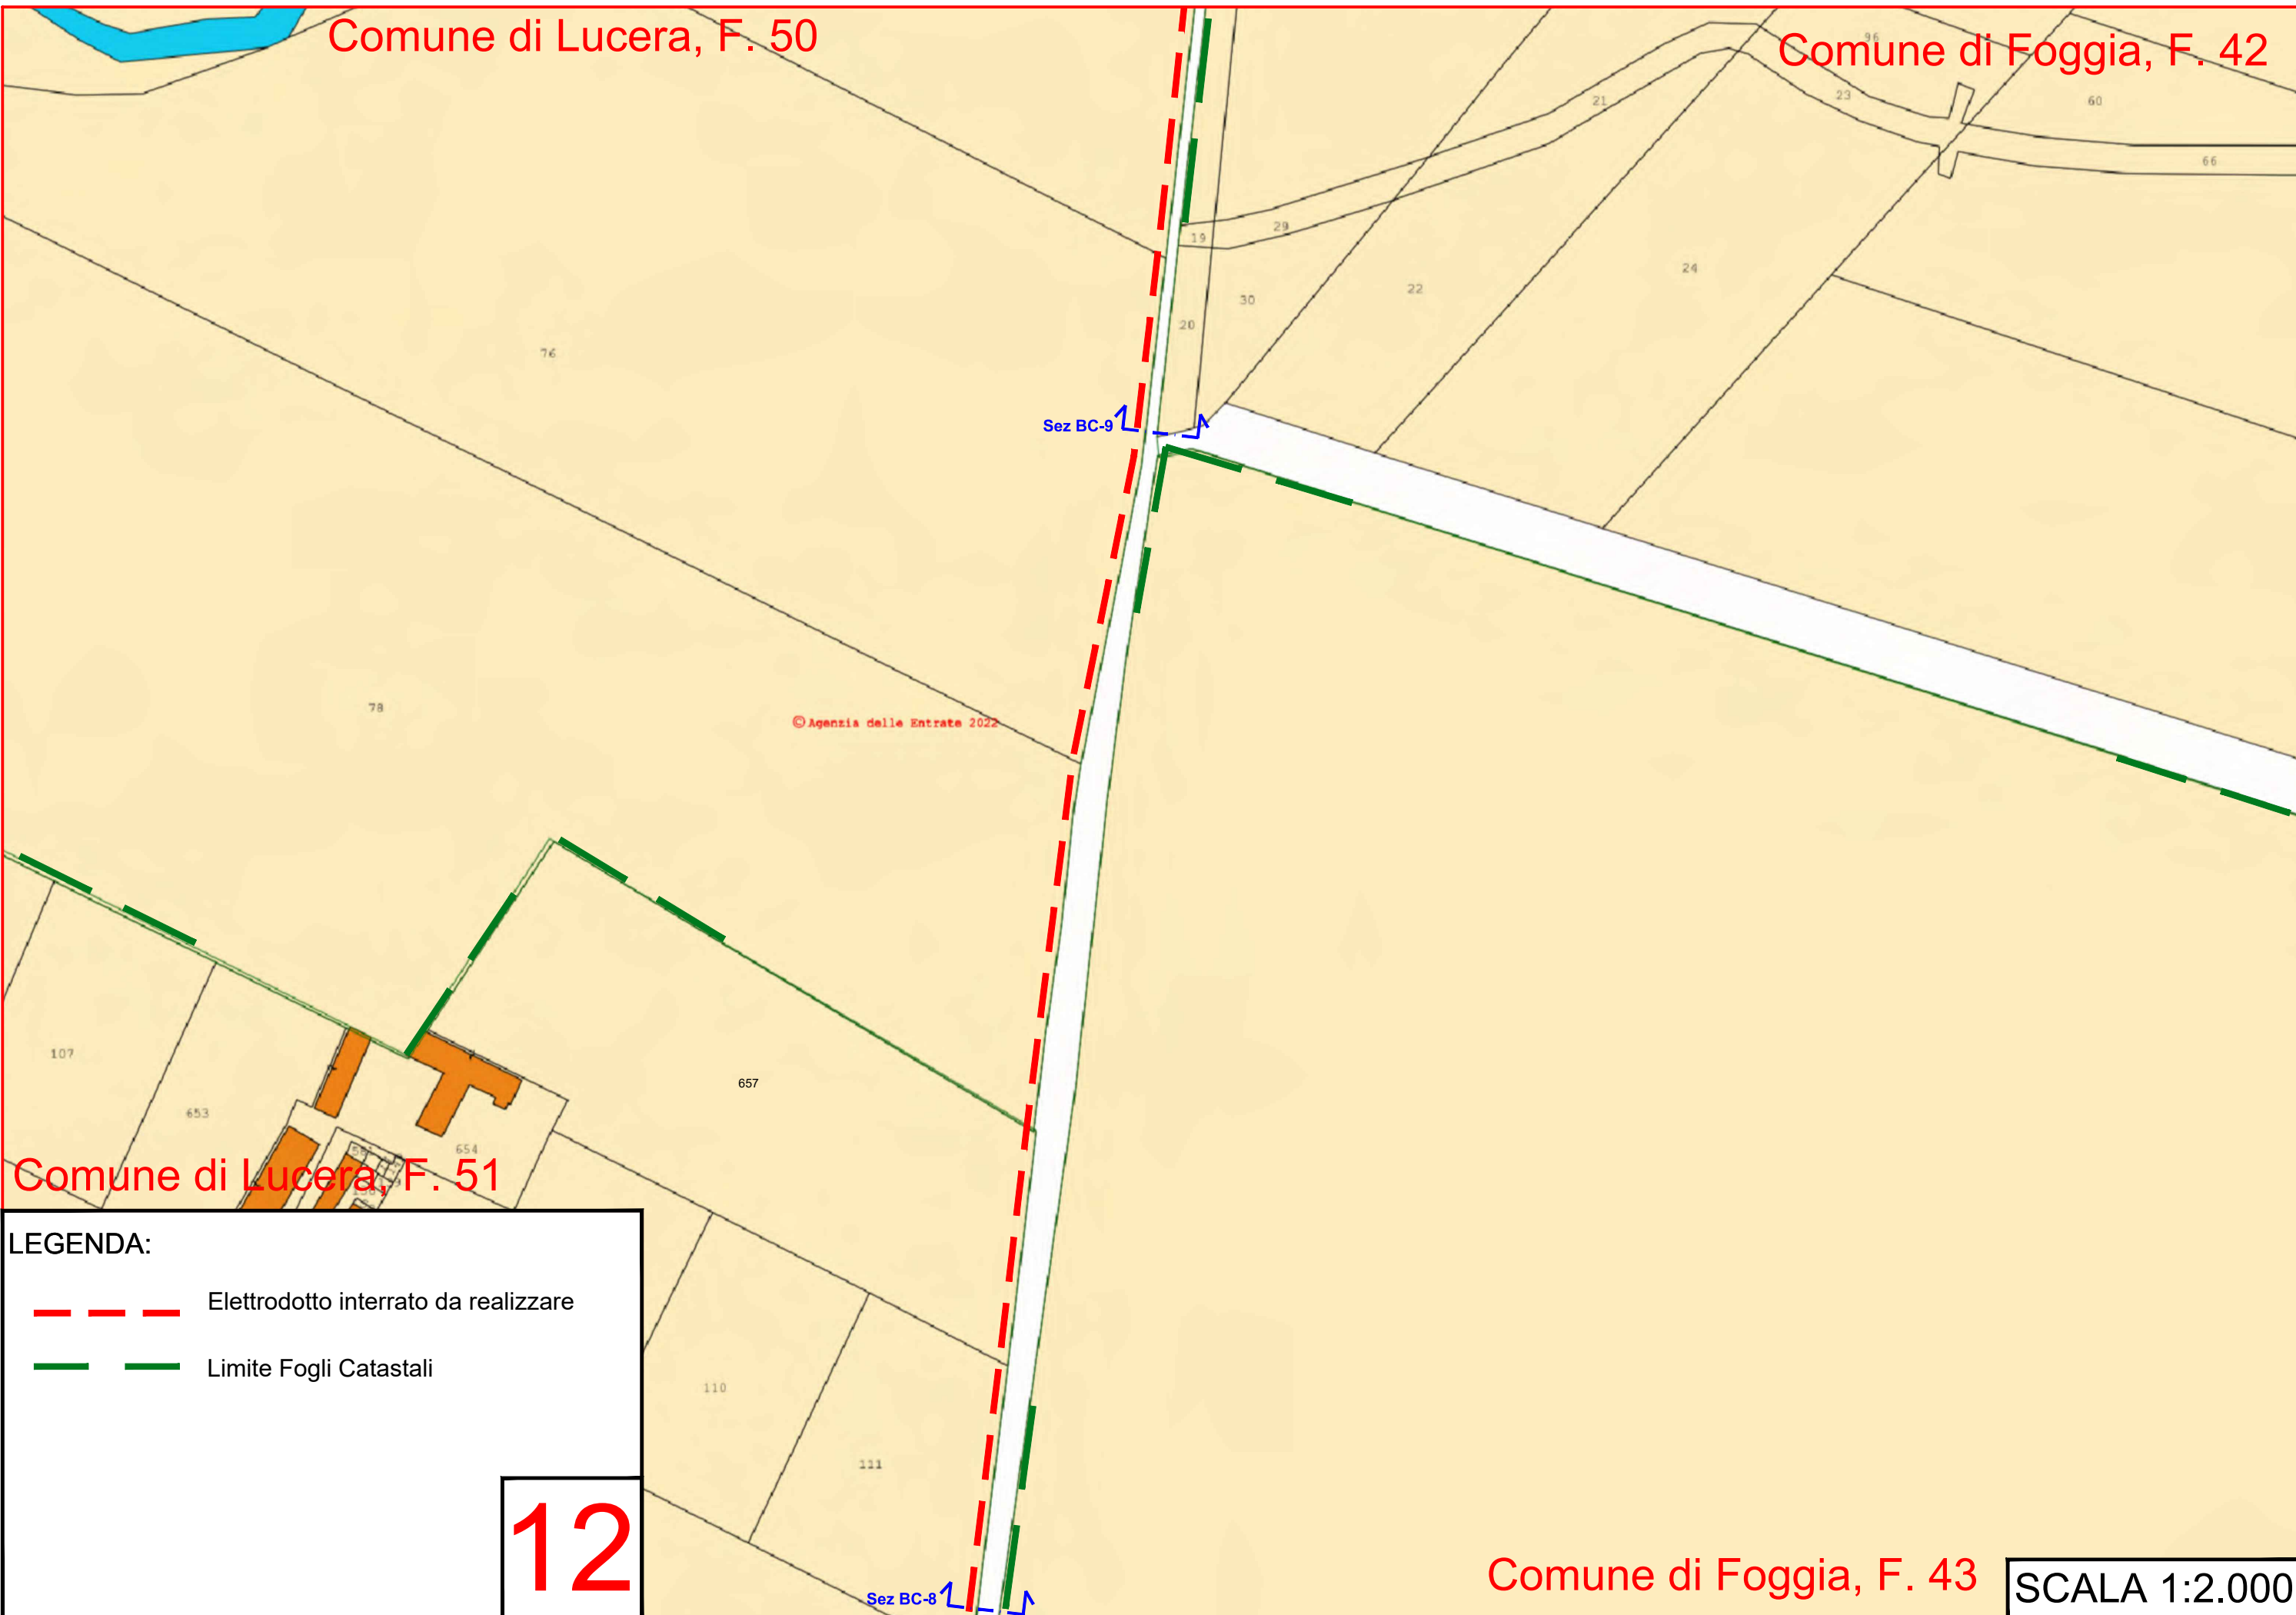 Comune di Lucera, F. 50
Comune di Foggia, F. 42
96
21
23
60
66
19
29
30
22
24
20
76
Sez BC-9
78
© Agenzia delle Entrate 2022
107
653
654
657
Comune di Lucera, F. 51
LEGENDA:
Elettrodotto interrato da realizzare
Limite Fogli Catastali
110
111
12
Sez BC-8
Comune di Foggia, F. 43
SCALA 1:2.000